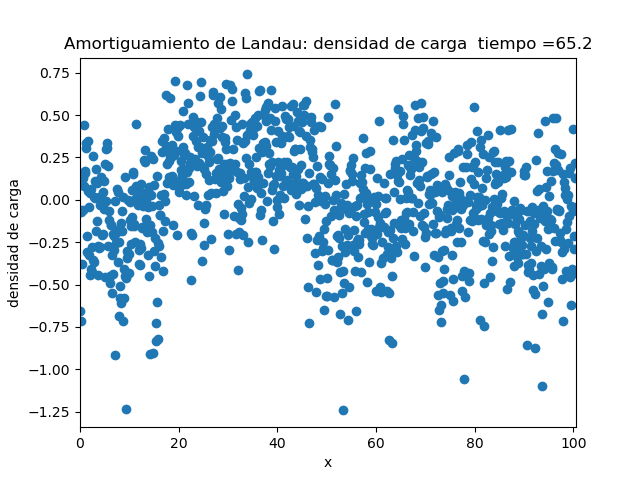 Amortiguamiento de Landau: densidad de carga  tiempo =65.2
0.75
0.50
0.25
0.00
−0.25
−0.50
−0.75
−1.00
−1.25
densidad de carga
0 20 40 60 80 100
x